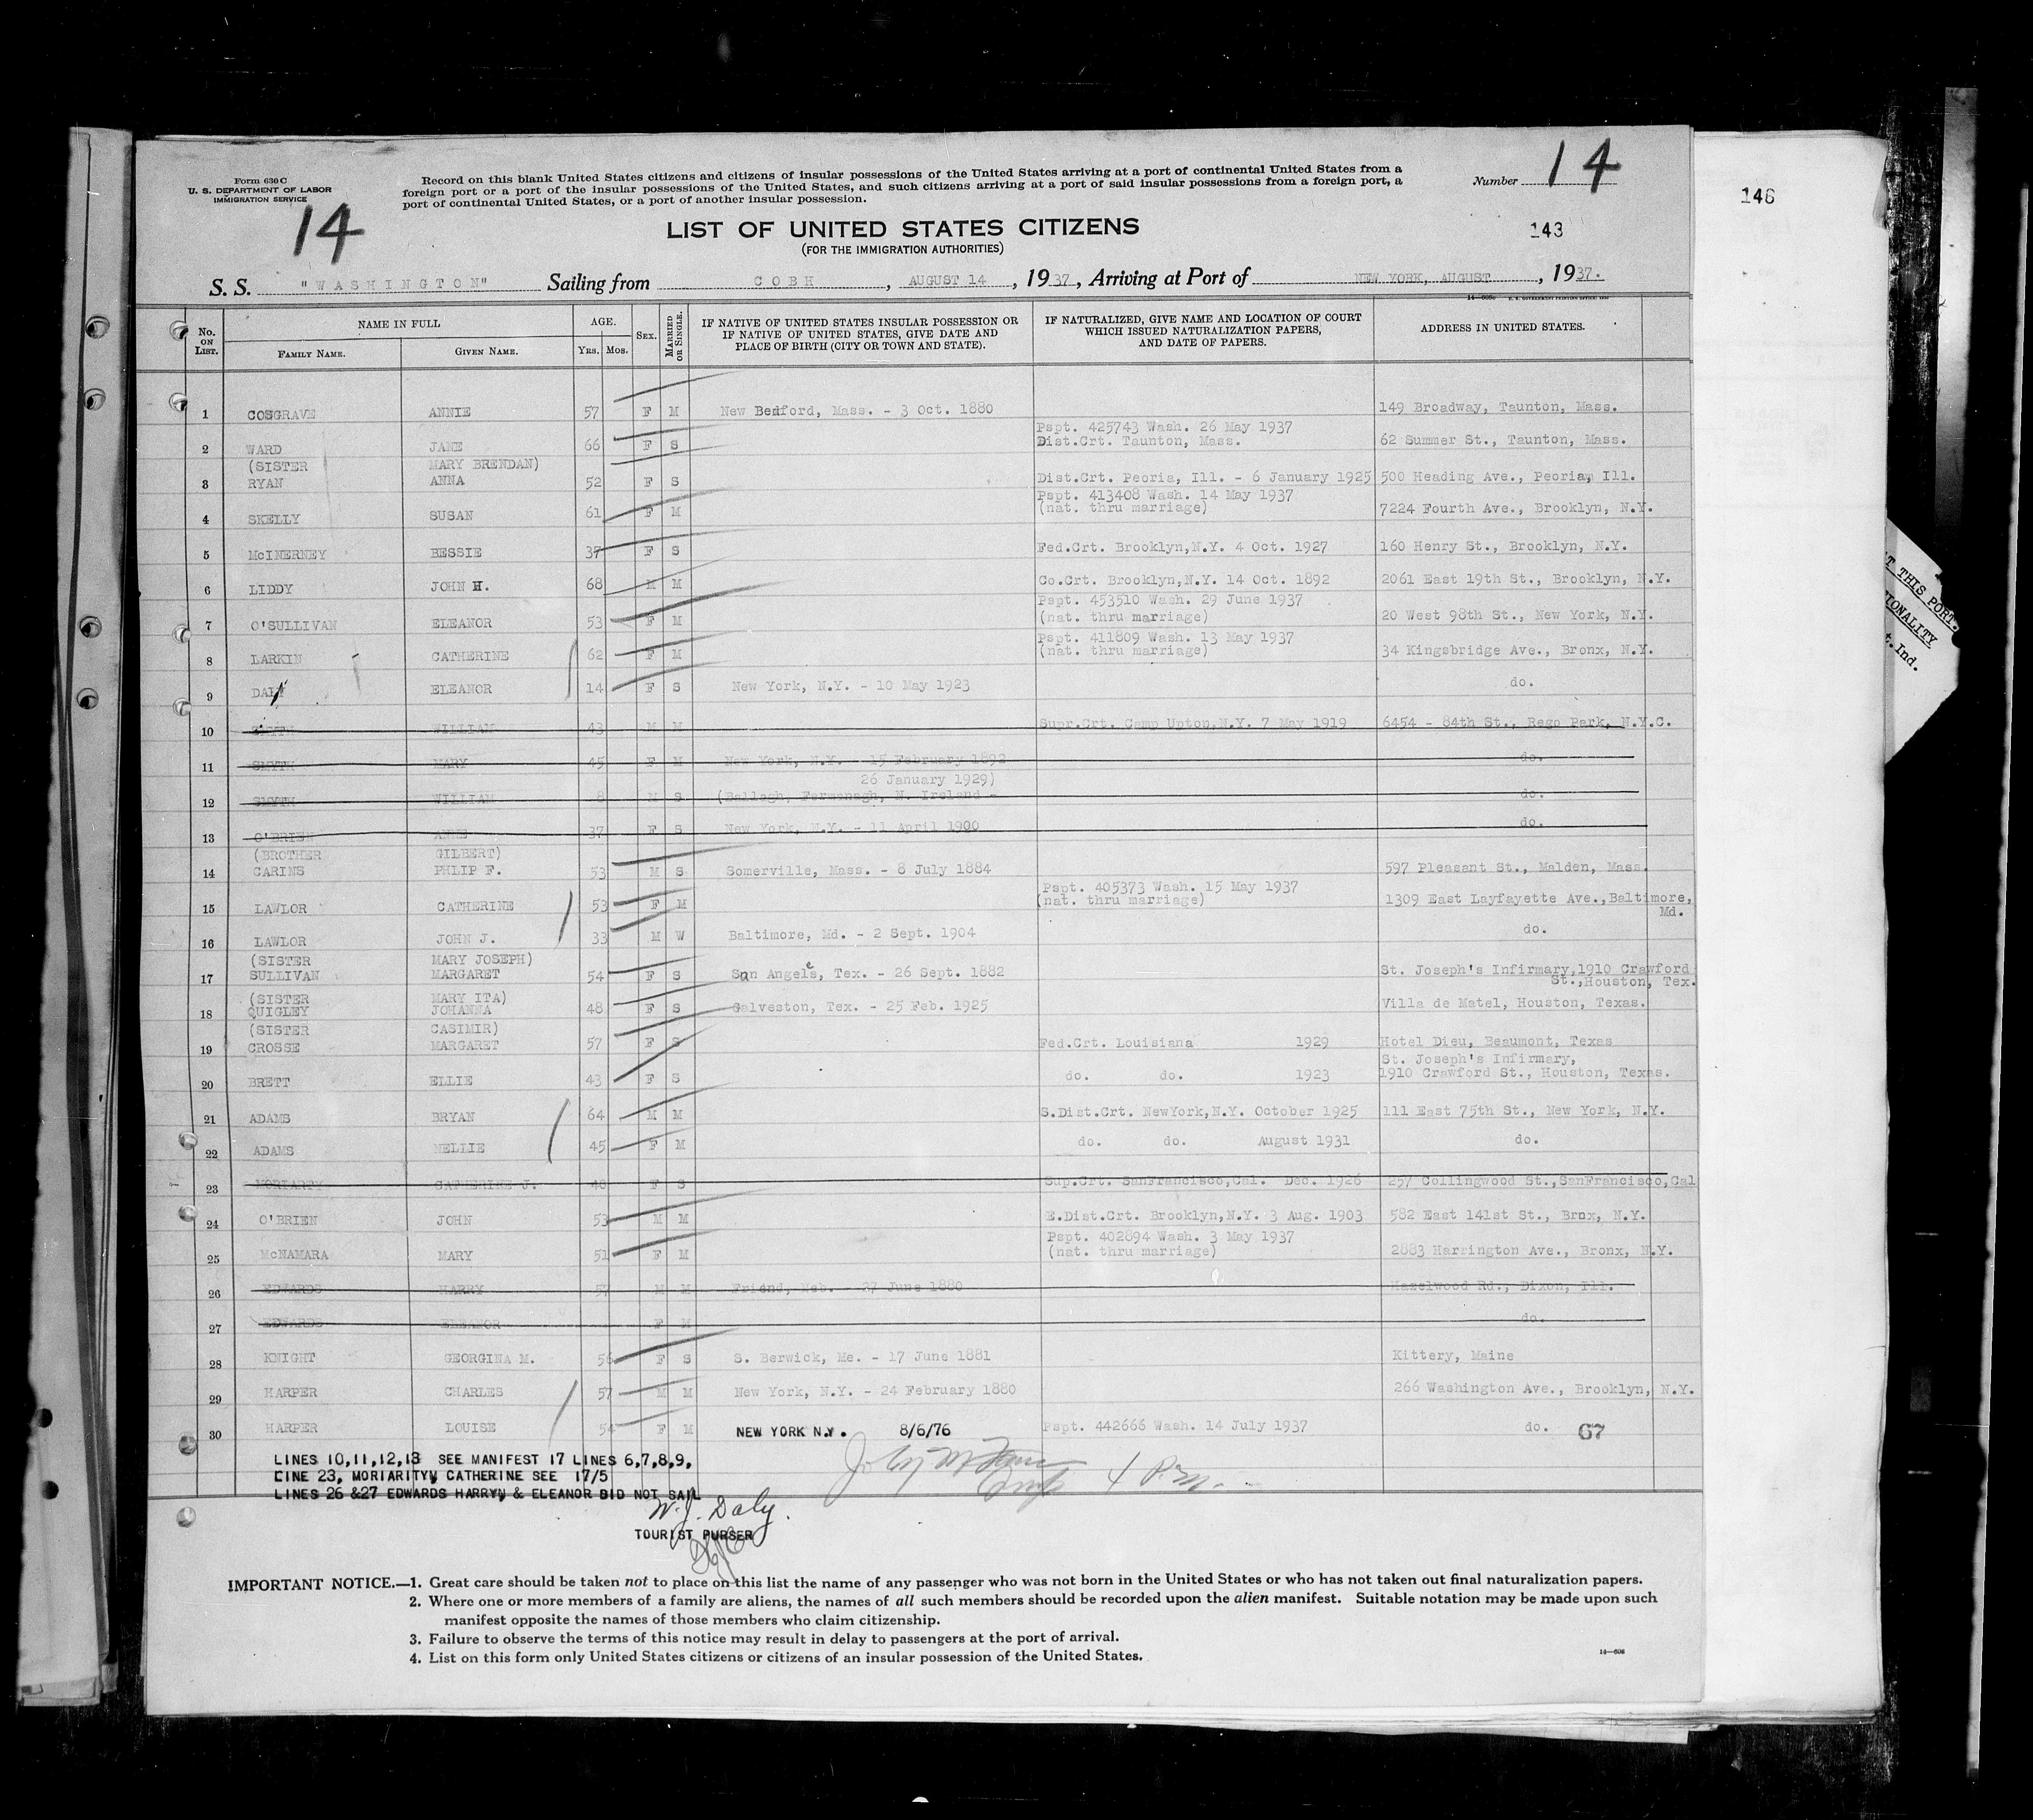 Form 630 C
U. S. DEPARTMENT OF LABOR
IMMIGRATION SERVICE
14
Record on this blank United States citizens and citizens of insular possessions of the United States arriving at a port of continental United States from a
foreign port or a port of the insular possessions of the United States, and such citizens arriving at a port of said insular possessions from a foreign port, a
port of continental United States, or a port of another insular possession.
Number 14
146
LIST OF UNITED STATES CITIZENS
(FOR THE IMMIGRATION AUTHORITIES)
143
S. S. "WASHINGTON" Sailing from COBH, AUGUST 14, 1937, Arriving at Port of NEW YORK, AUGUST, 1937.
No. ON LIST. NAME IN FULL FAMILY NAME. GIVEN NAME. AGE. YRS. MOS. SEX. MARRIED OR SINGLE. IF NATIVE OF UNITED STATES INSULAR POSSESSION OR IF NATIVE OF UNITED STATES, GIVE DATE AND PLACE OF BIRTH (CITY OR TOWN AND STATE). IF NATURALIZED, GIVE NAME AND LOCATION OF COURT WHICH ISSUED NATURALIZATION PAPERS, AND DATE OF PAPERS. ADDRESS IN UNITED STATES.
1 COSGRAVE ANNIE 57 F M New Bedford, Mass. - 3 Oct. 1880 149 Broadway, Taunton, Mass.
Pspt. 425743 Wash. 26 May 1937
2 WARD JANE 66 F S Dist.Crt. Taunton, Mass. 62 Summer St., Taunton, Mass.
(SISTER MARY BRENDAN)
3 RYAN ANNA 52 F S Dist.Crt. Peoria, Ill. - 6 January 1925 500 Heading Ave., Peoria, Ill.
Pspt. 413408 Wash. 14 May 1937
4 SKELLY SUSAN 61 F M (nat. thru marriage) 7224 Fourth Ave., Brooklyn, N.Y.
5 McINERNEY BESSIE 37 F S Fed.Crt. Brooklyn,N.Y. 4 Oct. 1927 160 Henry St., Brooklyn, N.Y.
6 LIDDY JOHN H. 68 M M Co.Crt. Brooklyn,N.Y. 14 Oct. 1892 2061 East 19th St., Brooklyn, N.Y.
Pspt. 453510 Wash. 29 June 1937
7 O'SULLIVAN ELEANOR 53 F M (nat. thru marriage) 20 West 98th St., New York, N.Y.
Pspt. 411809 Wash. 13 May 1937
8 LARKIN CATHERINE 62 F M (nat. thru marriage) 34 Kingsbridge Ave., Bronx, N.Y.
9 DALY ELEANOR 14 F S New York, N.Y. - 10 May 1923 do.
10 SMYTH WILLIAM 43 M M Supr.Crt. Camp Upton,N.Y. 7 May 1919 6454 - 84th St., Rego Park, N.Y.C.
11 SMYTH MARY 45 F M New York, N.Y. - 15 February 1892 do.
26 January 1929)
12 SMYTH WILLIAM 8 M S (Ballagh, Fermanagh, N. Ireland - do.
13 O'BRIEN ANNE 37 F S New York, N.Y. - 11 April 1900 do.
(BROTHER GILBERT)
14 CARINS PHLIP F. 53 M S Somerville, Mass. - 8 July 1884 597 Pleasant St., Malden, Mass.
Pspt. 405373 Wash. 15 May 1937
15 LAWLOR CATHERINE 53 F M (nat. thru marriage) 1309 East Layfayette Ave.,Baltimore,
Md.
16 LAWLOR JOHN J. 33 M W Baltimore, Md. - 2 Sept. 1904 do.
(SISTER MARY JOSEPH)
17 SULLIVAN MARGARET 54 F S San Angelo, Tex. - 26 Sept. 1882 St. Joseph's Infirmary,1910 Crawford
St.,Houston, Tex.
(SISTER MARY ITA)
18 QUIGLEY JOHANNA 48 F S Galveston, Tex. - 25 Feb. 1925 Villa de Matel, Houston, Texas.
(SISTER CASIMIR)
19 CROSSE MARGARET 57 F S Fed.Crt. Louisiana 1929 Hotel Dieu, Beaumont, Texas
St. Joseph's Infirmary,
20 BRETT ELLIE 43 F S do. do. 1923 1910 Crawford St., Houston, Texas.
21 ADAMS BRYAN 64 M M S.Dist.Crt. NewYork,N.Y. October 1925 111 East 75th St., New York, N.Y.
22 ADAMS NELLIE 45 F M do. do. August 1931 do.
23 MORIARTY CATHERINE J. 48 F S Sup.Crt. SanFrancisco,Cal. Dec. 1926 257 Collingwood St.,SanFrancisco,Cal
24 O'BRIEN JOHN 53 M M E.Dist.Crt. Brooklyn,N.Y. 3 Aug. 1903 582 East 141st St., Brnx, N.Y.
Pspt. 402894 Wash. 3 May 1937
25 McNAMARA MARY 51 F M (nat. thru marriage) 2883 Harrington Ave., Bronx, N.Y.
26 EDWARDS HARRY 57 M M Friend, Neb. - 27 June 1880 Hazelwood Rd., Dixon, Ill.
27 EDWARDS ELEANOR F M do.
28 KNIGHT GEORGINA M. 56 F S S. Berwick, Me. - 17 June 1881 Kittery, Maine
29 HARPER CHARLES 57 M M New York, N.Y. - 24 February 1880 266 Washington Ave., Brooklyn, N.Y.
30 HARPER LOUISE 54 F M NEW YORK N.Y. 8/6/76 Pspt. 442666 Wash. 14 July 1937 do. 67
LINES 10,11,12,13 SEE MANIFEST 17 LINES 6,7,8,9,
LINE 23, MORIARITY, CATHERINE SEE 17/5
LINES 26 &27 EDWARDS HARRY, & ELEANOR DID NOT SAIL
W. J. Daly.
TOURIST PURSER
IMPORTANT NOTICE.—1. Great care should be taken not to place on this list the name of any passenger who was not born in the United States or who has not taken out final naturalization papers.
2. Where one or more members of a family are aliens, the names of all such members should be recorded upon the alien manifest. Suitable notation may be made upon such
manifest opposite the names of those members who claim citizenship.
3. Failure to observe the terms of this notice may result in delay to passengers at the port of arrival.
4. List on this form only United States citizens or citizens of an insular possession of the United States.
14—606
THIS PORT.
t. Ind.